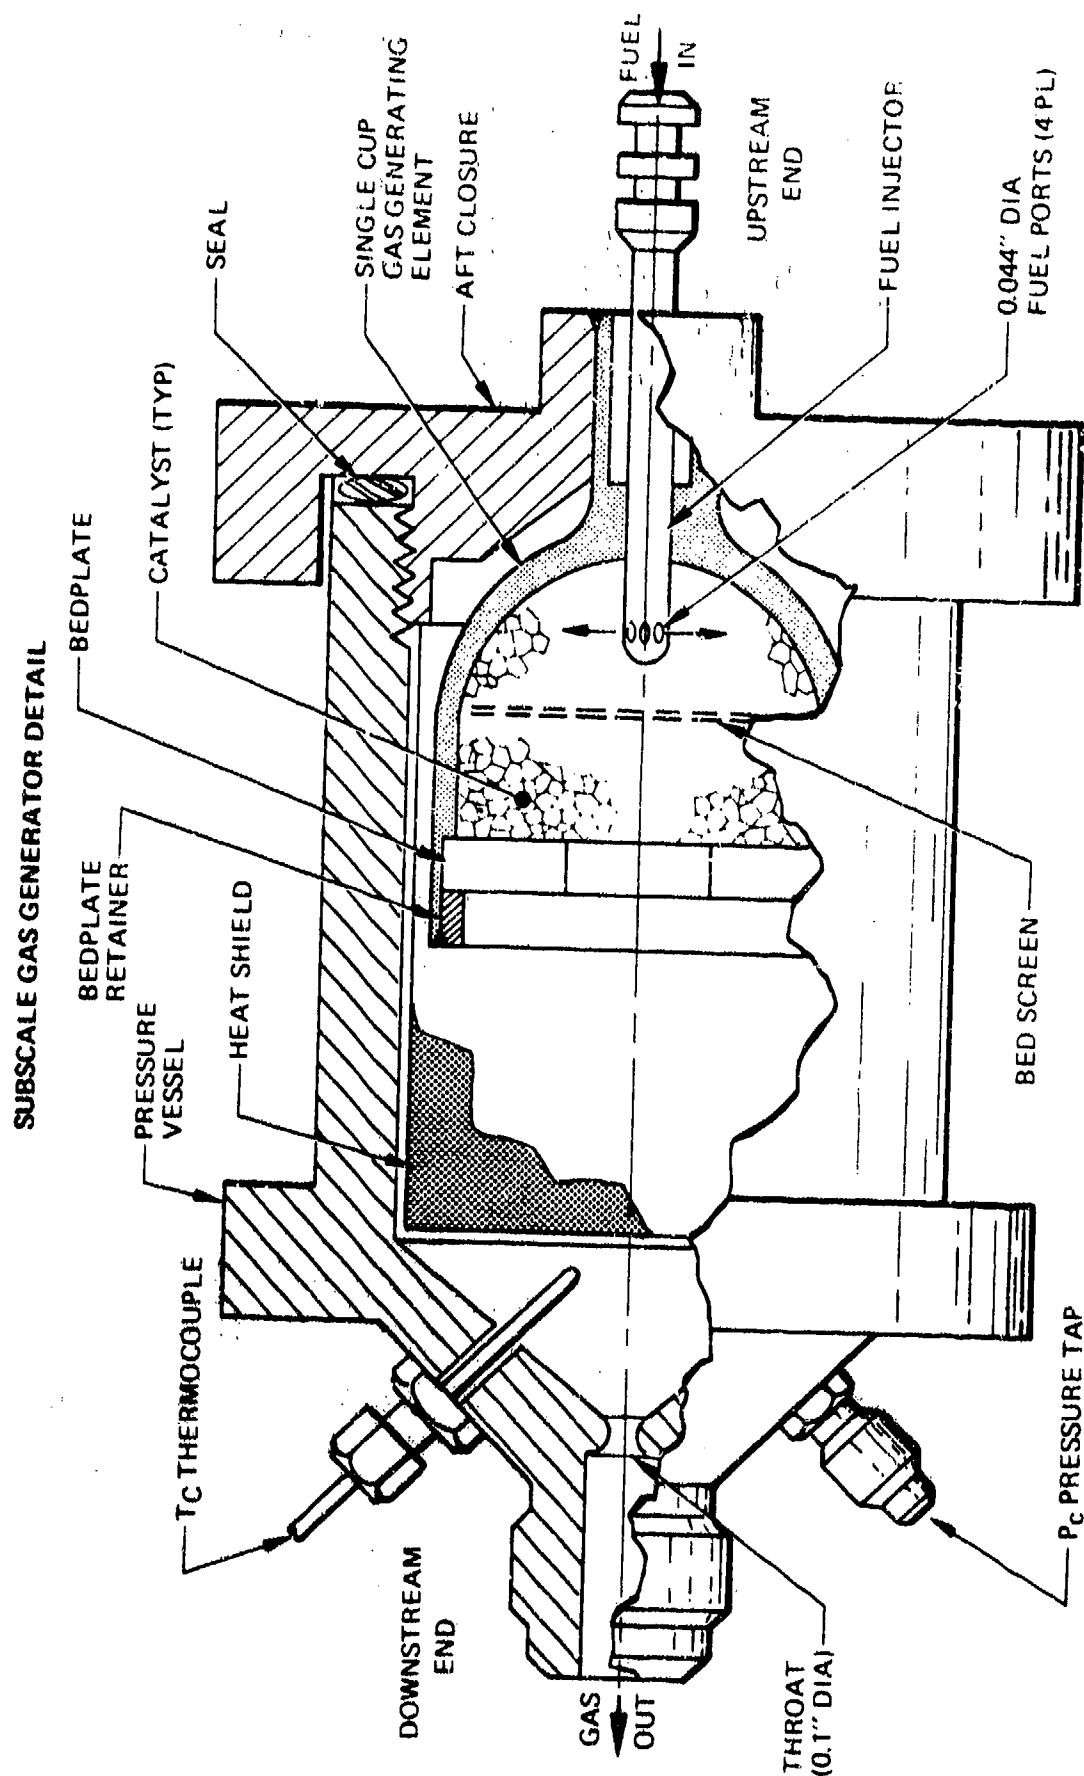 SUBSCALE GAS GENERATOR DETAIL
PRESSURE
VESSEL
BEDPLATE
RETAINER
BEDPLATE
HEAT SHIELD
CATALYST (TYP)
SEAL
SINGLE CUP
GAS GENERATING
ELEMENT
AFT CLOSURE
TC THERMOCOUPLE
DOWNSTREAM
END
GAS
OUT
FUEL
IN
UPSTREAM
END
THROAT
(0.1" DIA)
PC PRESSURE TAP
BED SCREEN
FUEL INJECTOR
0.044" DIA
FUEL PORTS (4 PL)